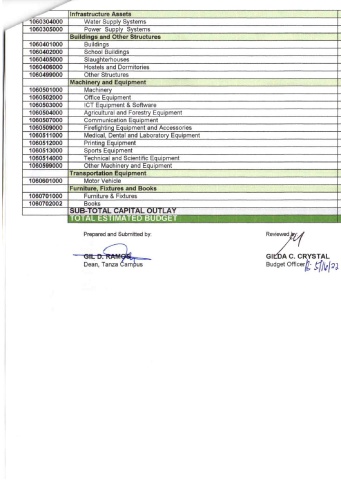 Infrastructure Assets
1060304000 Water Supply Systems
1060305000 Power Supply Systems
Buildings and Other Structures
1060401000 Buildings
1060402000 School Buildings
1060405000 Slaughterhouses
1060406000 Hostels and Dormitories
1060499000 Other Structures
Machinery and Equipment
1060501000 Machinery
1060502000 Office Equipment
1060503000 ICT Equipment & Software
1060504000 Agricultural and Forestry Equipment
1060507000 Communication Equipment
1060509000 Firefighting Equipment and Accessories
1060511000 Medical, Dental and Laboratory Equipment
1060512000 Printing Equipment
1060513000 Sports Equipment
1060514000 Technical and Scientific Equipment
1060599000 Other Machinery and Equipment
Transportation Equipment
1060601000 Motor Vehicle
Furniture, Fixtures and Books
1060701000 Furniture & Fixtures
1060702002 Books
SUB-TOTAL CAPITAL OUTLAY
TOTAL ESTIMATED BUDGET
Prepared and Submitted by: Reviewed by
GIL D. RAMOS GILDA C. CRYSTAL
Dean, Tanza Campus Budget Officer